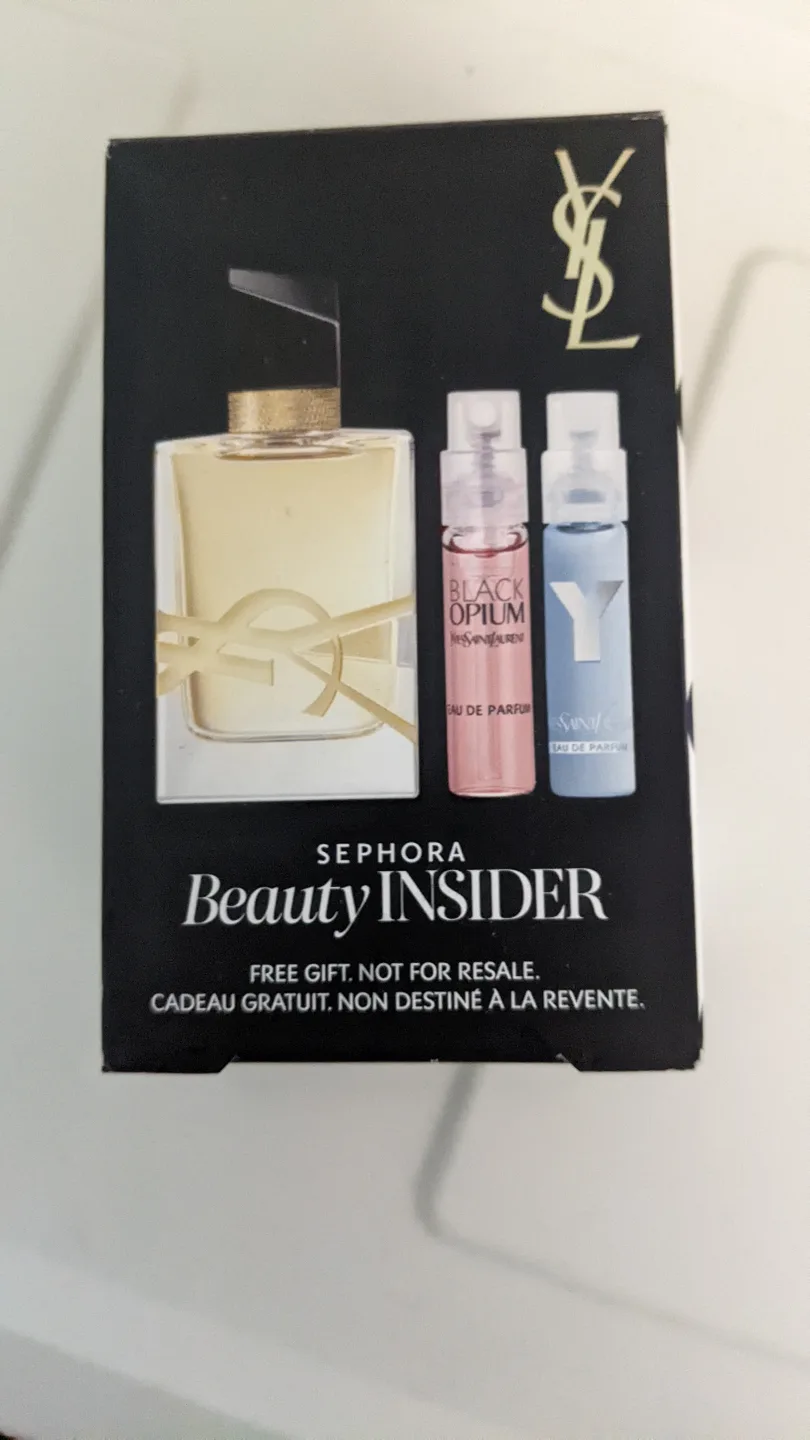 YSL
BLACK
OPIUM
YVESSAINTLAURENT
EAU DE PARFUM
Y
EAU DE PARFUM
SEPHORA
Beauty INSIDER
FREE GIFT. NOT FOR RESALE.
CADEAU GRATUIT. NON DESTINÉ À LA REVENTE.